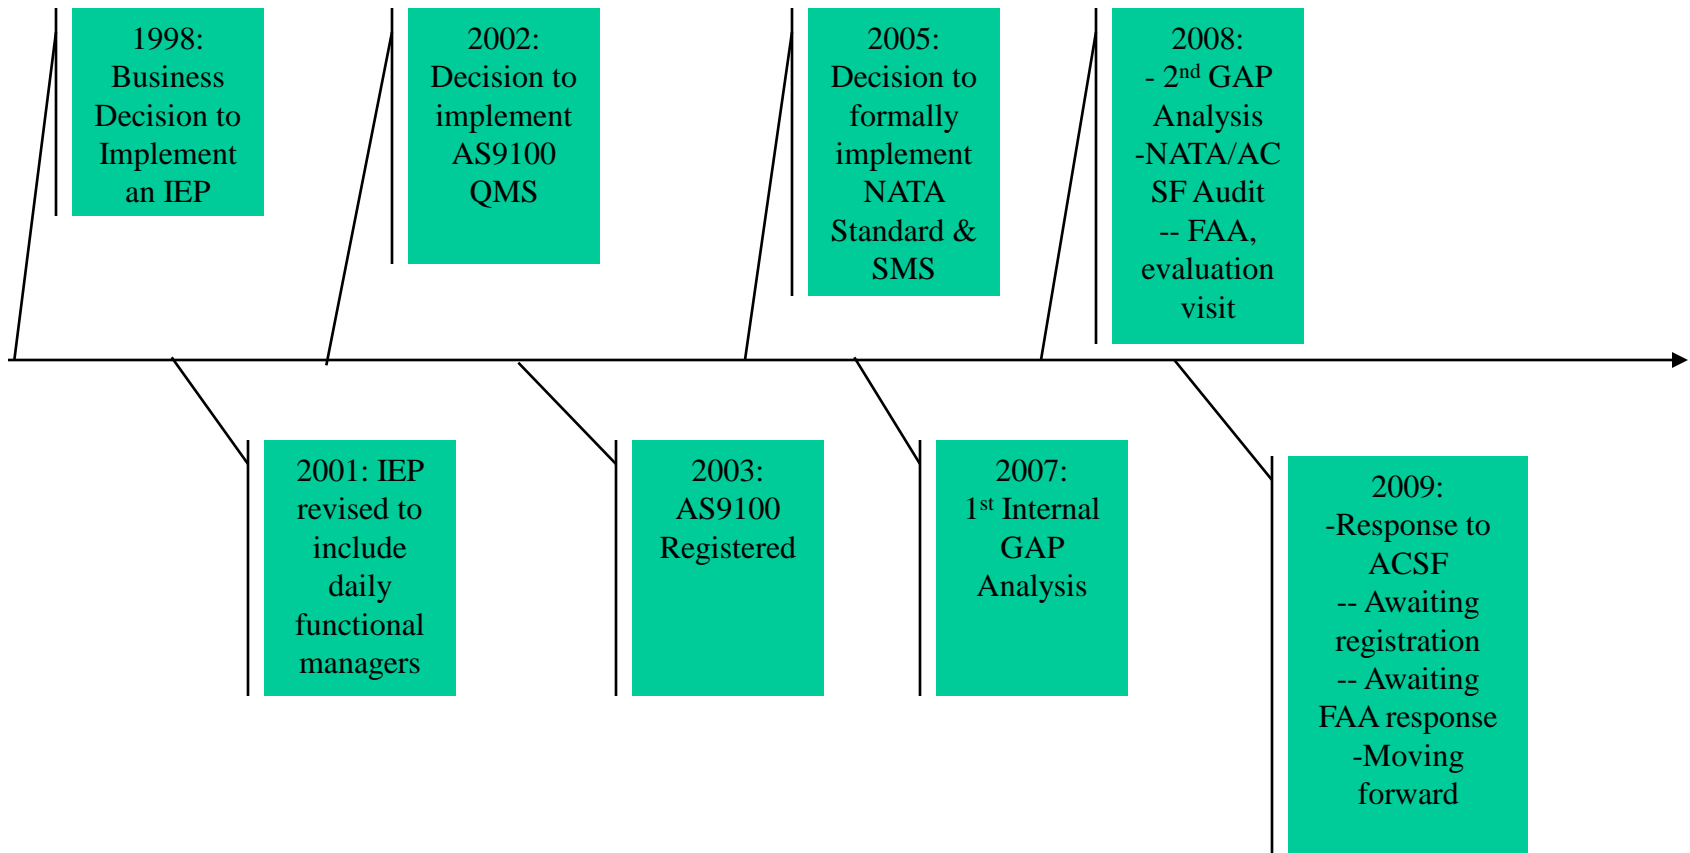 1998:
Business
Decision to
Implement
an IEP
2002:
Decision to
implement
AS9100
QMS
2005:
Decision to
formally
implement
NATA
Standard &
SMS
2008:
- 2nd GAP
Analysis
-NATA/AC
SF Audit
-- FAA,
evaluation
visit
2001: IEP
revised to
include
daily
functional
managers
2003:
AS9100
Registered
2007:
1st Internal
GAP
Analysis
2009:
-Response to
ACSF
-- Awaiting
registration
-- Awaiting
FAA response
-Moving
forward